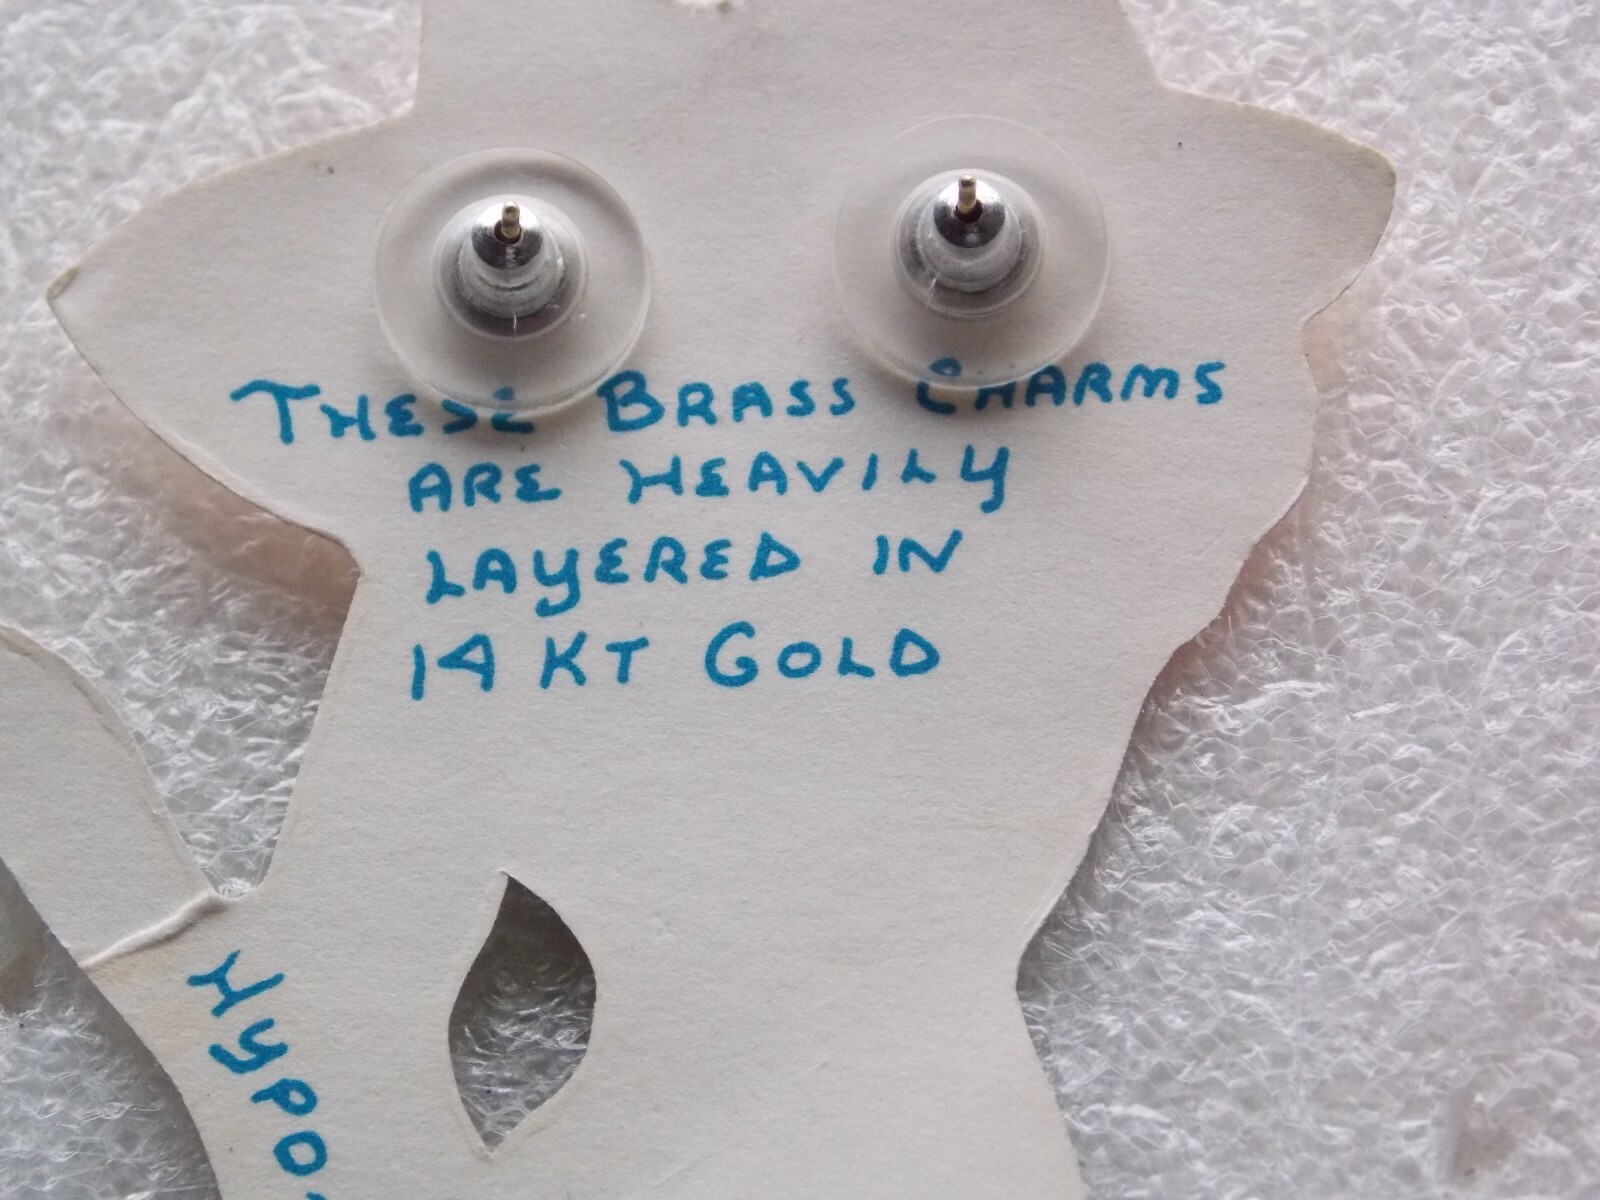 THESE BRASS CHARMS
ARE HEAVILY
LAYERED IN
14 KT GOLD
HYPO-